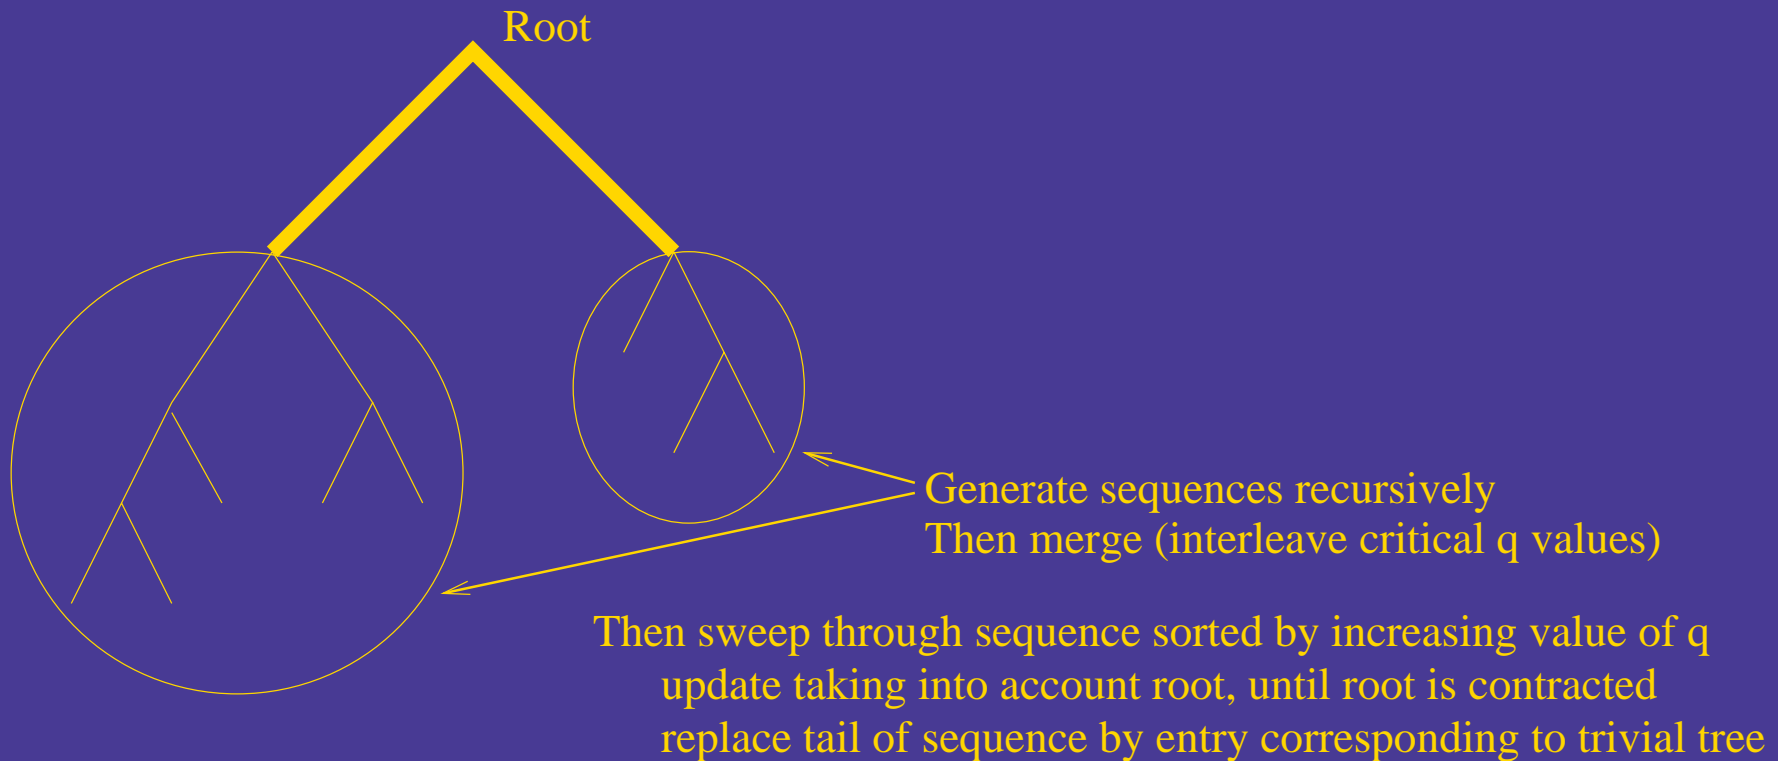 Root
Generate sequences recursively
Then merge (interleave critical q values)
Then sweep through sequence sorted by increasing value of q
update taking into account root, until root is contracted
replace tail of sequence by entry corresponding to trivial tree